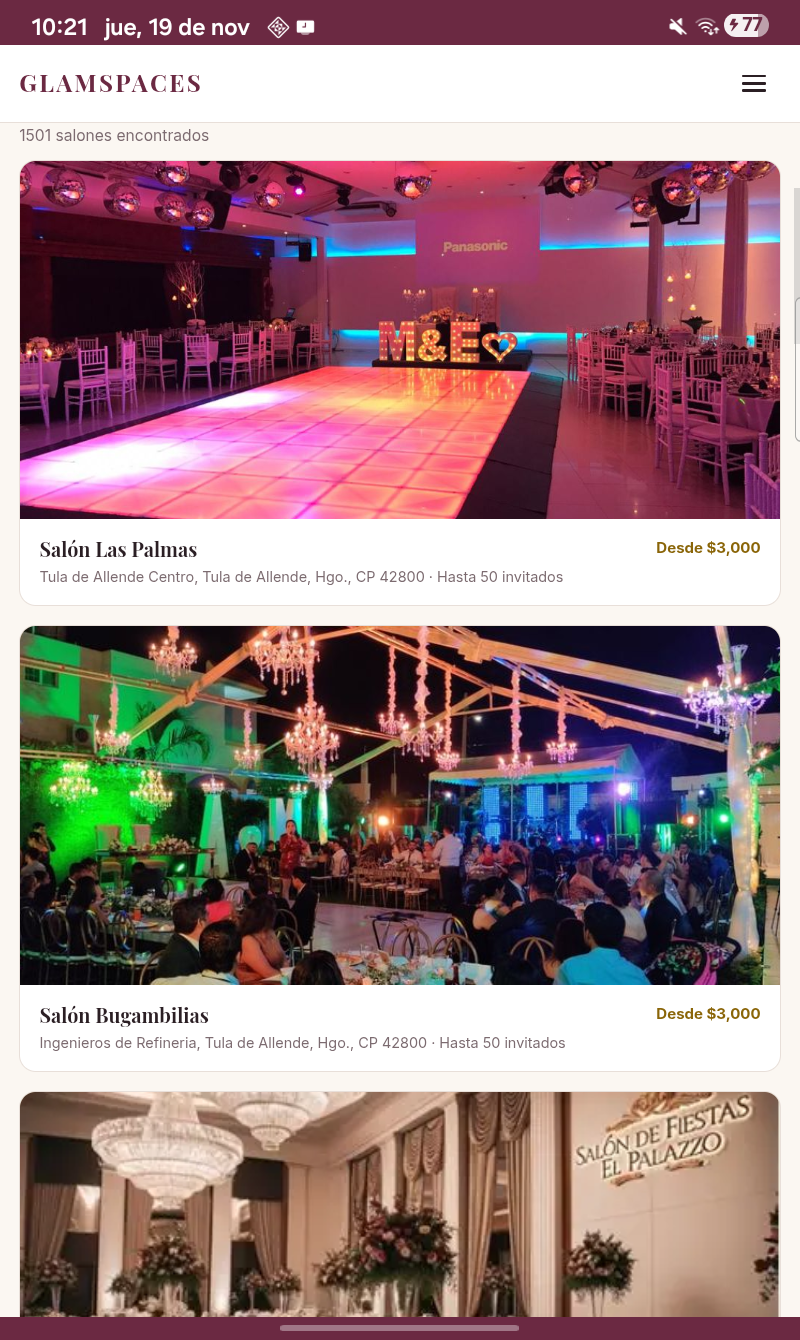 10:21 jue, 19 de nov 77
GLAMSPACES
1501 salones encontrados
Panasonic
M&E
Salón Las Palmas
Desde $3,000
Tula de Allende Centro, Tula de Allende, Hgo., CP 42800 · Hasta 50 invitados
Salón Bugambilias
Desde $3,000
Ingenieros de Refineria, Tula de Allende, Hgo., CP 42800 · Hasta 50 invitados
SALÓN DE FIESTAS
EL PALAZZO